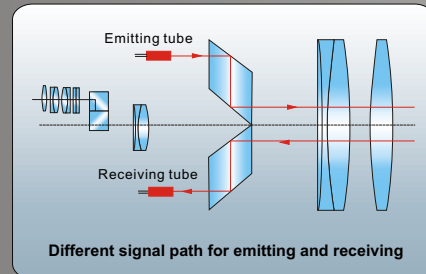 Emitting tube
Receiving tube
Different signal path for emitting and receiving